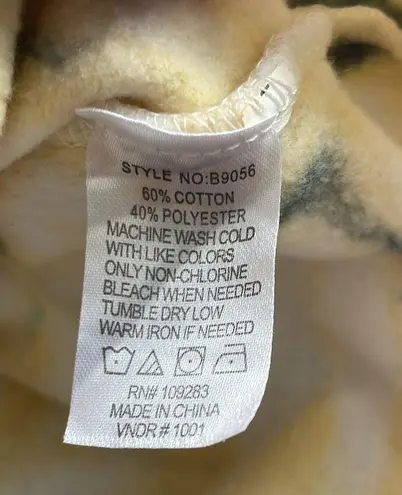 STYLE NO:B9056
60% COTTON
40% POLYESTER
MACHINE WASH COLD
WITH LIKE COLORS
ONLY NON-CHLORINE
BLEACH WHEN NEEDED
TUMBLE DRY LOW
WARM IRON IF NEEDED
RN# 109283
MADE IN CHINA
VNDR # 1001